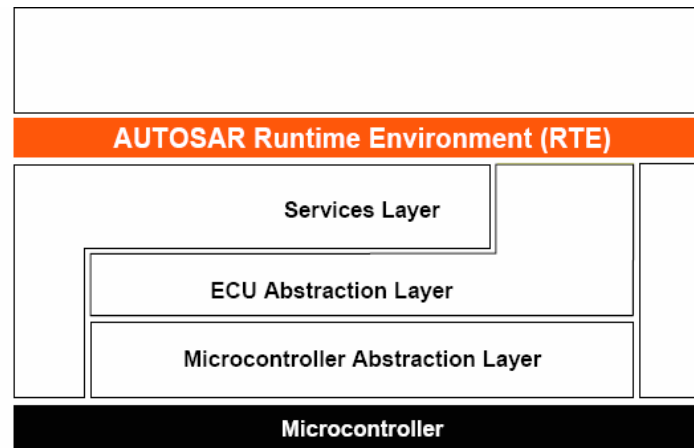 AUTOSAR Runtime Environment (RTE)
Services Layer
ECU Abstraction Layer
Microcontroller Abstraction Layer
Microcontroller